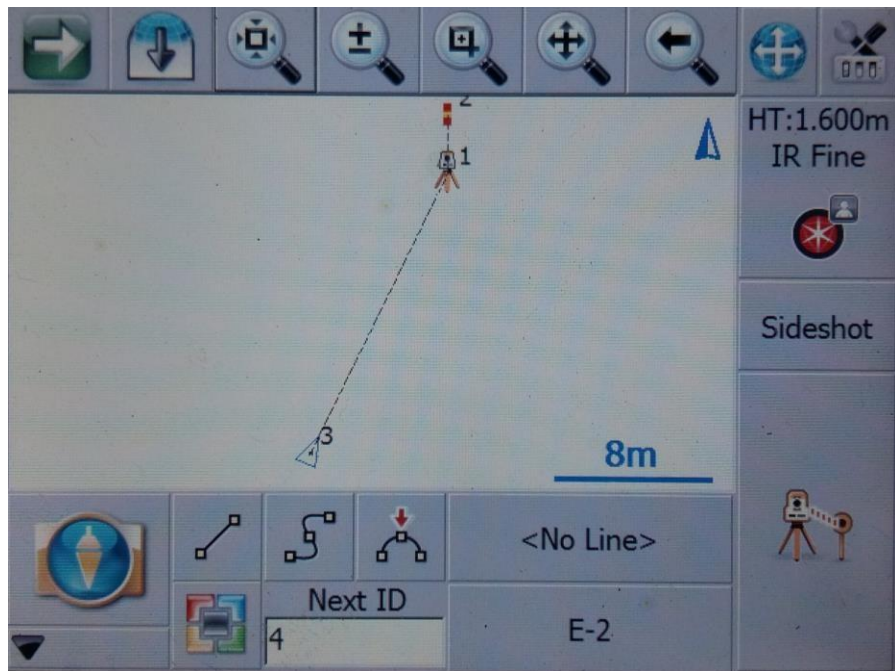 HT:1.600m
IR Fine
2
1
3
8m
Sideshot
<No Line>
Next ID
4
E-2